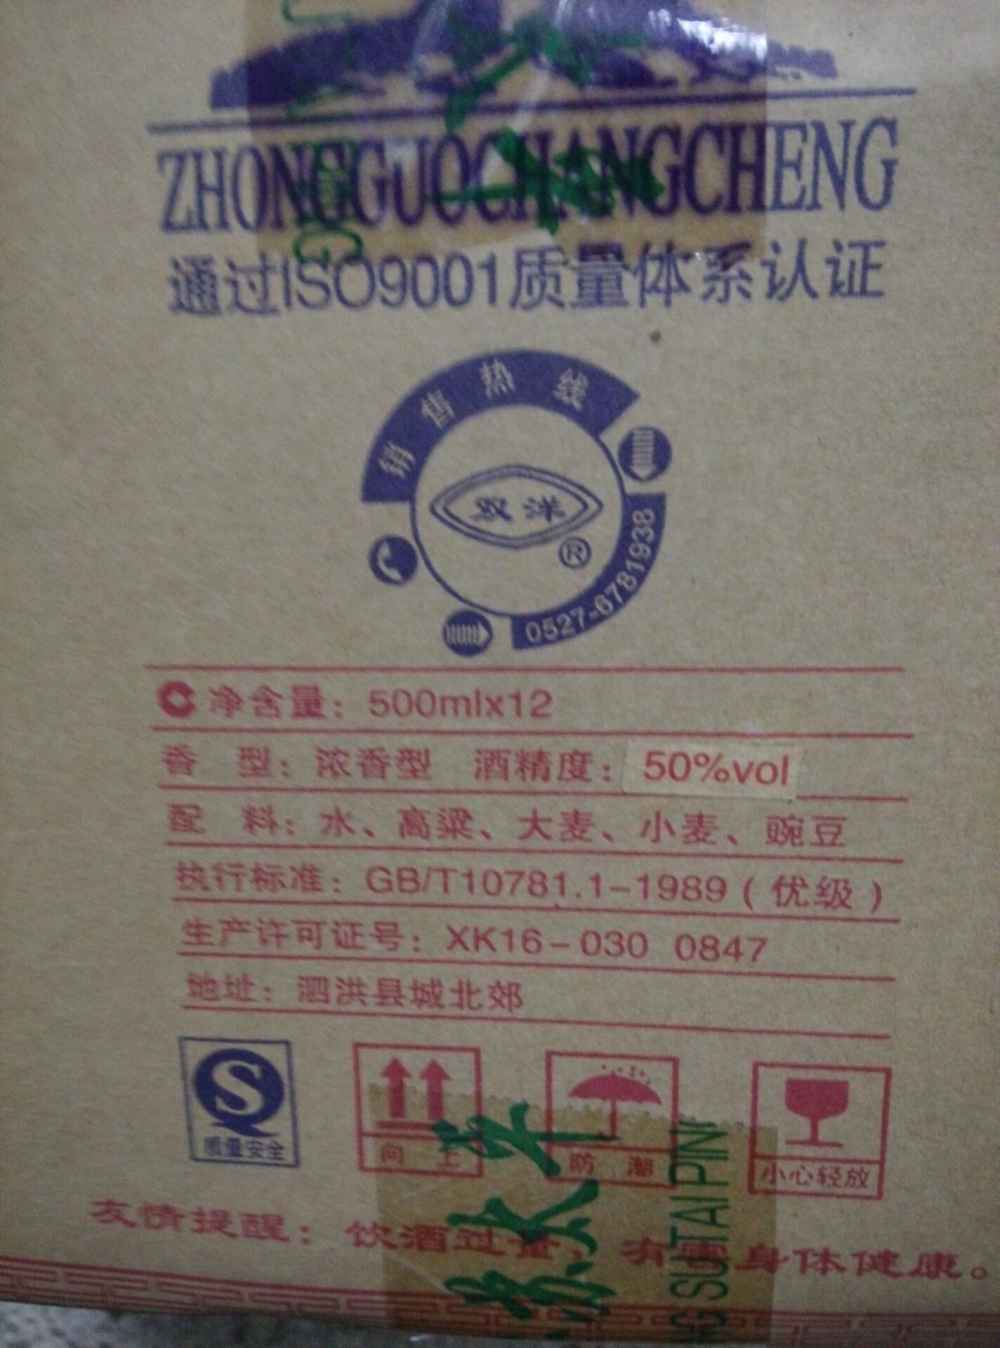 ZHONGGUOCHANGCHENG
通过ISO9001质量体系认证
销售热线
双洋
®
0527-6781938
净含量：500mlx12
香 型：浓香型 酒精度：50%vol
配 料：水、高粱、大麦、小麦、豌豆
执行标准：GB/T10781.1-1989（优级）
生产许可证号：XK16-030 0847
地址：泗洪县城北郊
S
质量安全
向 上
防 潮
小心轻放
友情提醒：饮酒过量，有害身体健康。
苏太平
G SUTAIPIN